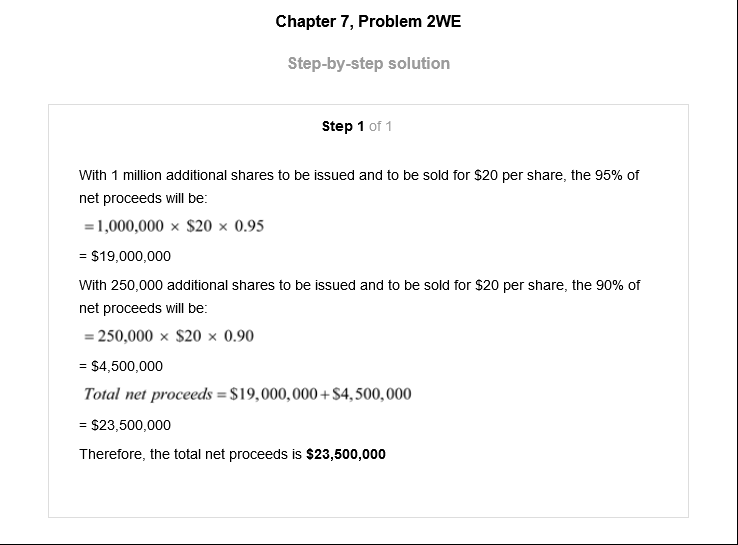 Chapter 7, Problem 2WE
Step-by-step solution
Step 1 of 1
With 1 million additional shares to be issued and to be sold for $20 per share, the 95% of
net proceeds will be:
= 1,000,000 × $20 × 0.95
= $19,000,000
With 250,000 additional shares to be issued and to be sold for $20 per share, the 90% of
net proceeds will be:
= 250,000 × $20 × 0.90
= $4,500,000
Total net proceeds = $19,000,000 + $4,500,000
= $23,500,000
Therefore, the total net proceeds is $23,500,000